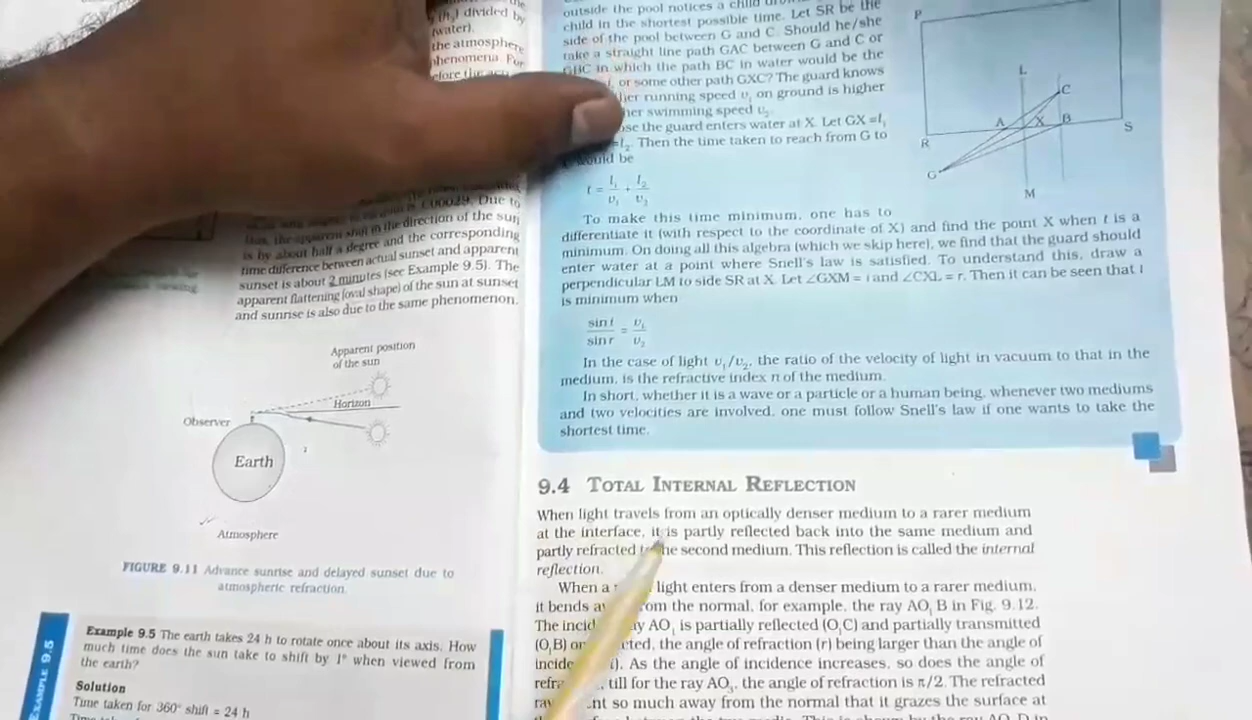 (n₂) divided by
(water).
the atmosphere
phenomena. For
1.00029. Due to
this, the apparent shift in the direction of the sun
is by about half a degree and the corresponding
time difference between actual sunset and apparent
sunset is about 2 minutes (see Example 9.5). The
apparent flattening (oval shape) of the sun at sunset
and sunrise is also due to the same phenomenon.
Apparent position
of the sun
Horizon
Observer
Earth
Atmosphere
FIGURE 9.11 Advance sunrise and delayed sunset due to
atmospheric refraction.
EXAMPLE 9.5
Example 9.5 The earth takes 24 h to rotate once about its axis. How
much time does the sun take to shift by 1° when viewed from
the earth?
Solution
Time taken for 360° shift = 24 h
outside the pool notices a child
child in the shortest possible time. Let SR be the
side of the pool between G and C. Should he/she
take a straight line path GAC between G and C or
GBC in which the path BC in water would be the
or some other path GXC? The guard knows
her running speed v₁ on ground is higher
her swimming speed v₂.
the guard enters water at X. Let GX = l₁
l₂. Then the time taken to reach from G to
would be
t = l₁/v₁ + l₂/v₂
To make this time minimum, one has to
differentiate it (with respect to the coordinate of X) and find the point X when t is a
minimum. On doing all this algebra (which we skip here), we find that the guard should
enter water at a point where Snell's law is satisfied. To understand this, draw a
perpendicular LM to side SR at X. Let ∠GXM = i and ∠CXL = r. Then it can be seen that t
is minimum when
sin i / sin r = v₁/v₂
In the case of light v₁/v₂, the ratio of the velocity of light in vacuum to that in the
medium, is the refractive index n of the medium.
In short, whether it is a wave or a particle or a human being, whenever two mediums
and two velocities are involved, one must follow Snell's law if one wants to take the
shortest time.
P
L
C
A
X
B
S
R
G
M
9.4 TOTAL INTERNAL REFLECTION
When light travels from an optically denser medium to a rarer medium
at the interface, it is partly reflected back into the same medium and
partly refracted the second medium. This reflection is called the internal
reflection.
When a light enters from a denser medium to a rarer medium,
it bends from the normal, for example, the ray AO₁ B in Fig. 9.12.
The AO₁ is partially reflected (O₁C) and partially transmitted
(O₁B) the angle of refraction (r) being larger than the angle of
As the angle of incidence increases, so does the angle of
till for the ray AO₃, the angle of refraction is π/2. The refracted
so much away from the normal that it grazes the surface at